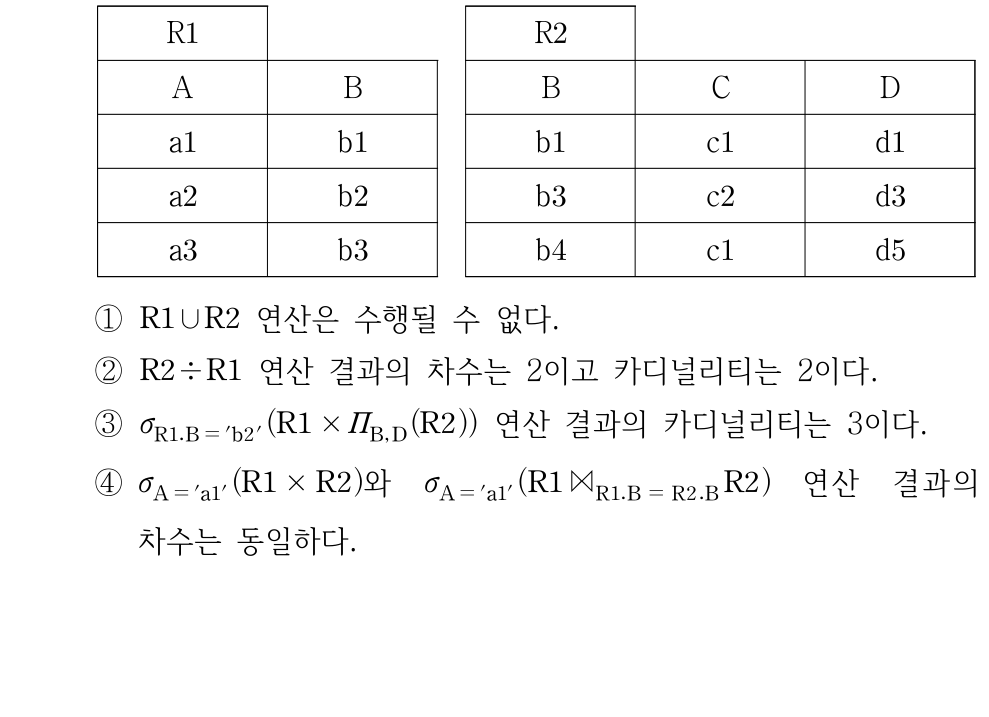 R1 R2
A B B C D
a1 b1 b1 c1 d1
a2 b2 b3 c2 d3
a3 b3 b4 c1 d5
① R1∪R2 연산은 수행될 수 없다.
② R2÷R1 연산 결과의 차수는 2이고 카디널리티는 2이다.
③ σR1.B=′b2′(R1×ΠB,D(R2)) 연산 결과의 카디널리티는 3이다.
④ σA=′a1′(R1×R2)와 σA=′a1′(R1⋈R1.B=R2.B R2) 연산 결과의
차수는 동일하다.